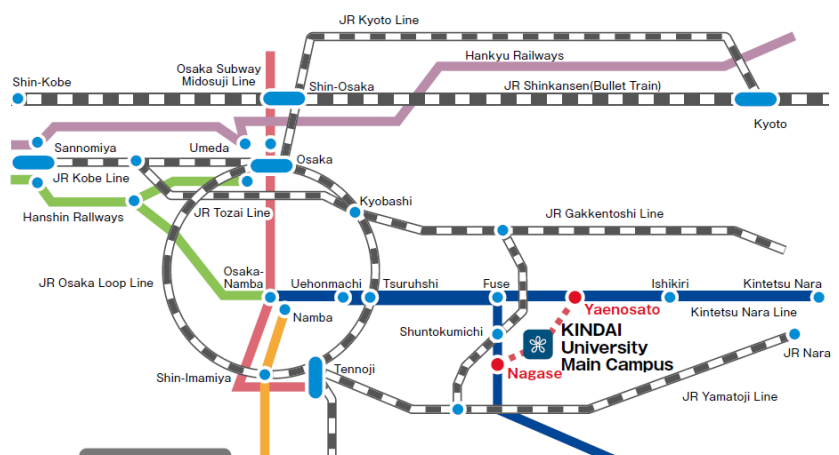 JR Kyoto Line
Hankyu Railways
Osaka Subway
Midosuji Line
Shin-Kobe
Shin-Osaka
JR Shinkansen(Bullet Train)
Kyoto
Sannomiya
Umeda
Osaka
JR Kobe Line
Kyobashi
Hanshin Rallways
JR Tozai Line
JR Gakkentoshi Line
JR Osaka Loop Line
Osaka-
Namba
Uehonmachi
Tsuruhshi
Fuse
Ishikiri
Kintetsu Nara
Yaenosato
Kintetsu Nara Line
Namba
Shuntokumichi
KINDAI
University
Main Campus
JR Nara
Shin-Imamiya
Tennoji
Nagase
JR Yamatoji Line